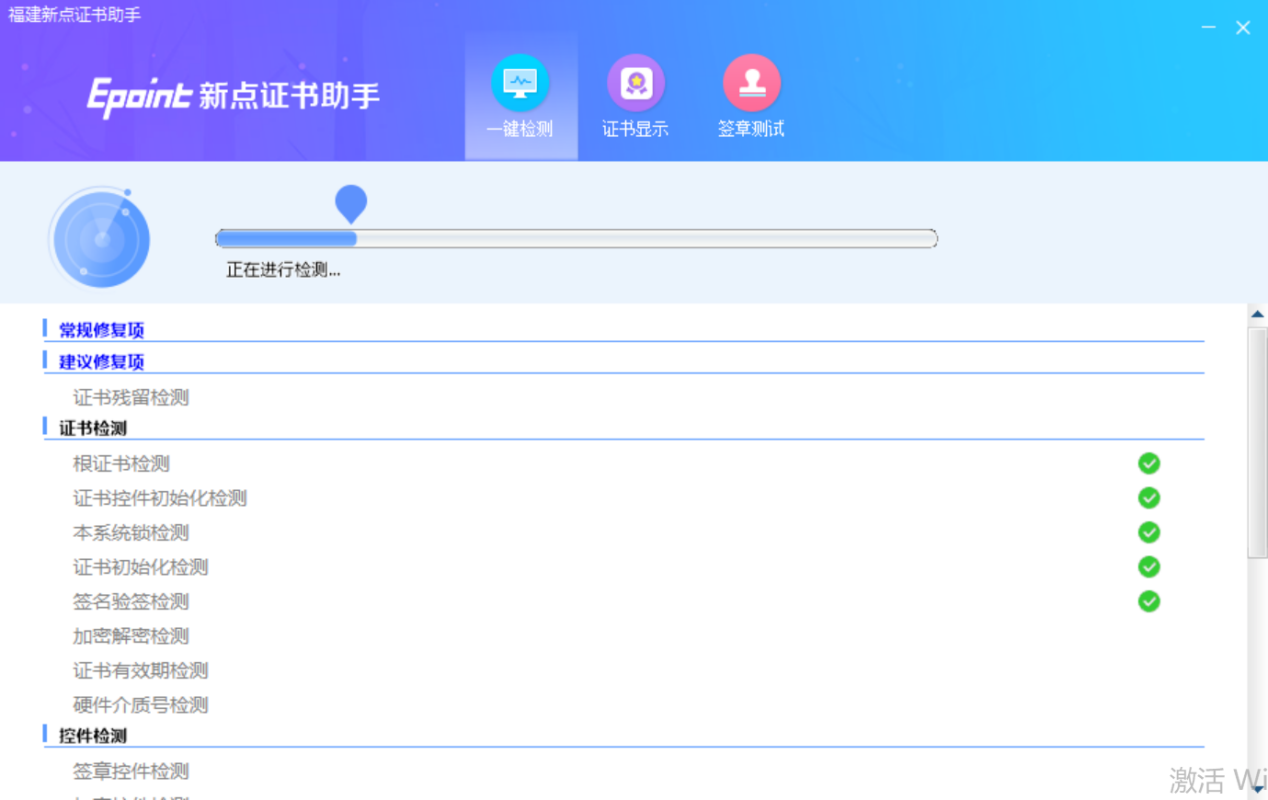 福建新点证书助手
Epoint 新点证书助手
一键检测 证书显示 签章测试
正在进行检测...
常规修复项
建议修复项
证书残留检测
证书检测
根证书检测
证书控件初始化检测
本系统锁检测
证书初始化检测
签名验签检测
加密解密检测
证书有效期检测
硬件介质号检测
控件检测
签章控件检测
激活 Wi